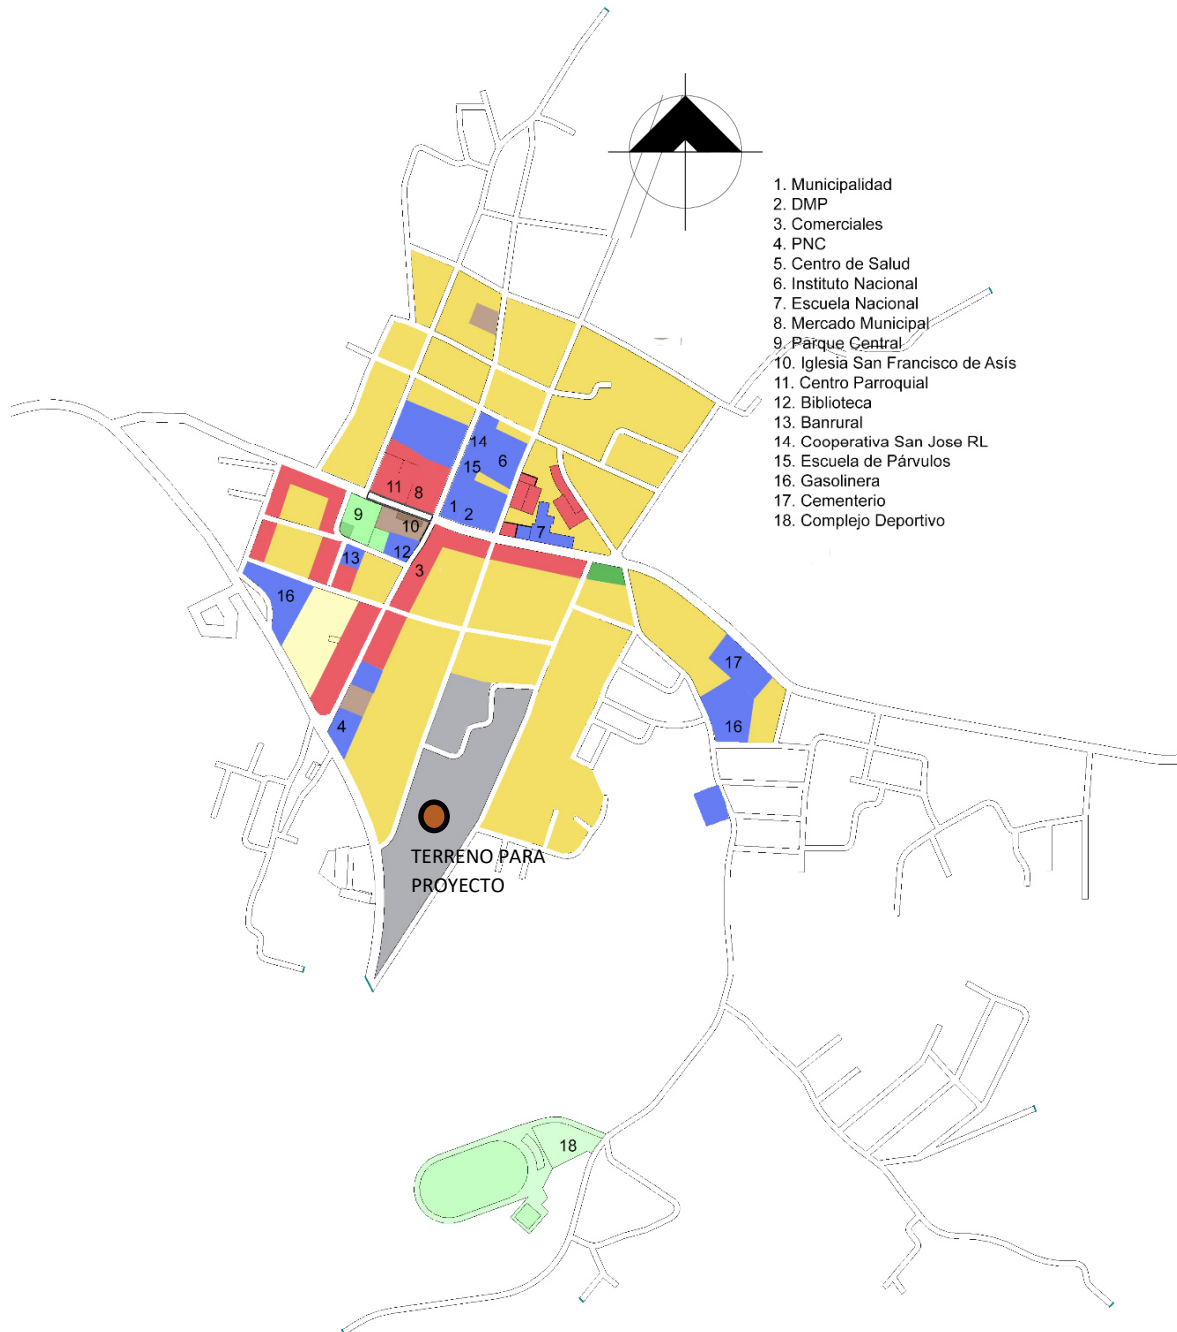 1. Municipalidad
2. DMP
3. Comerciales
4. PNC
5. Centro de Salud
6. Instituto Nacional
7. Escuela Nacional
8. Mercado Municipal
9. Parque Central
10. Iglesia San Francisco de Asís
11. Centro Parroquial
12. Biblioteca
13. Banrural
14. Cooperativa San Jose RL
15. Escuela de Párvulos
16. Gasolinera
17. Cementerio
18. Complejo Deportivo
14
6
15
11
8
1
2
9
10
7
12
13
3
16
17
4
16
TERRENO PARA
PROYECTO
18